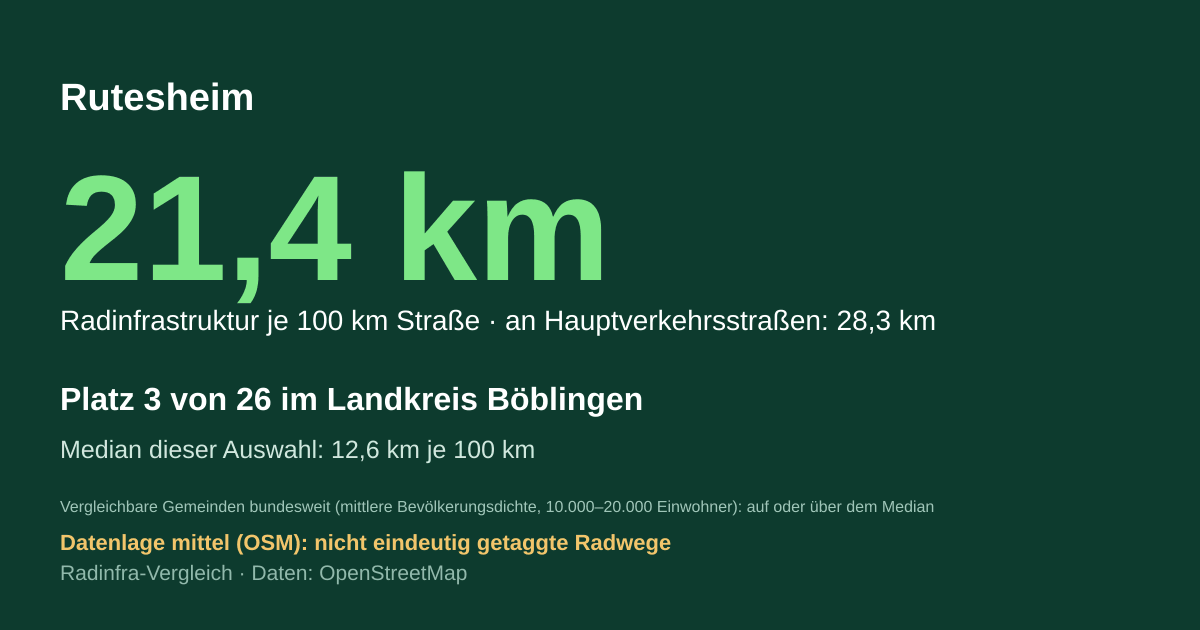 Rutesheim
21,4 km
Radinfrastruktur je 100 km Straße · an Hauptverkehrsstraßen: 28,3 km
Platz 3 von 26 im Landkreis Böblingen
Median dieser Auswahl: 12,6 km je 100 km
Vergleichbare Gemeinden bundesweit (mittlere Bevölkerungsdichte, 10.000–20.000 Einwohner): auf oder über dem Median
Datenlage mittel (OSM): nicht eindeutig getaggte Radwege
Radinfra-Vergleich · Daten: OpenStreetMap